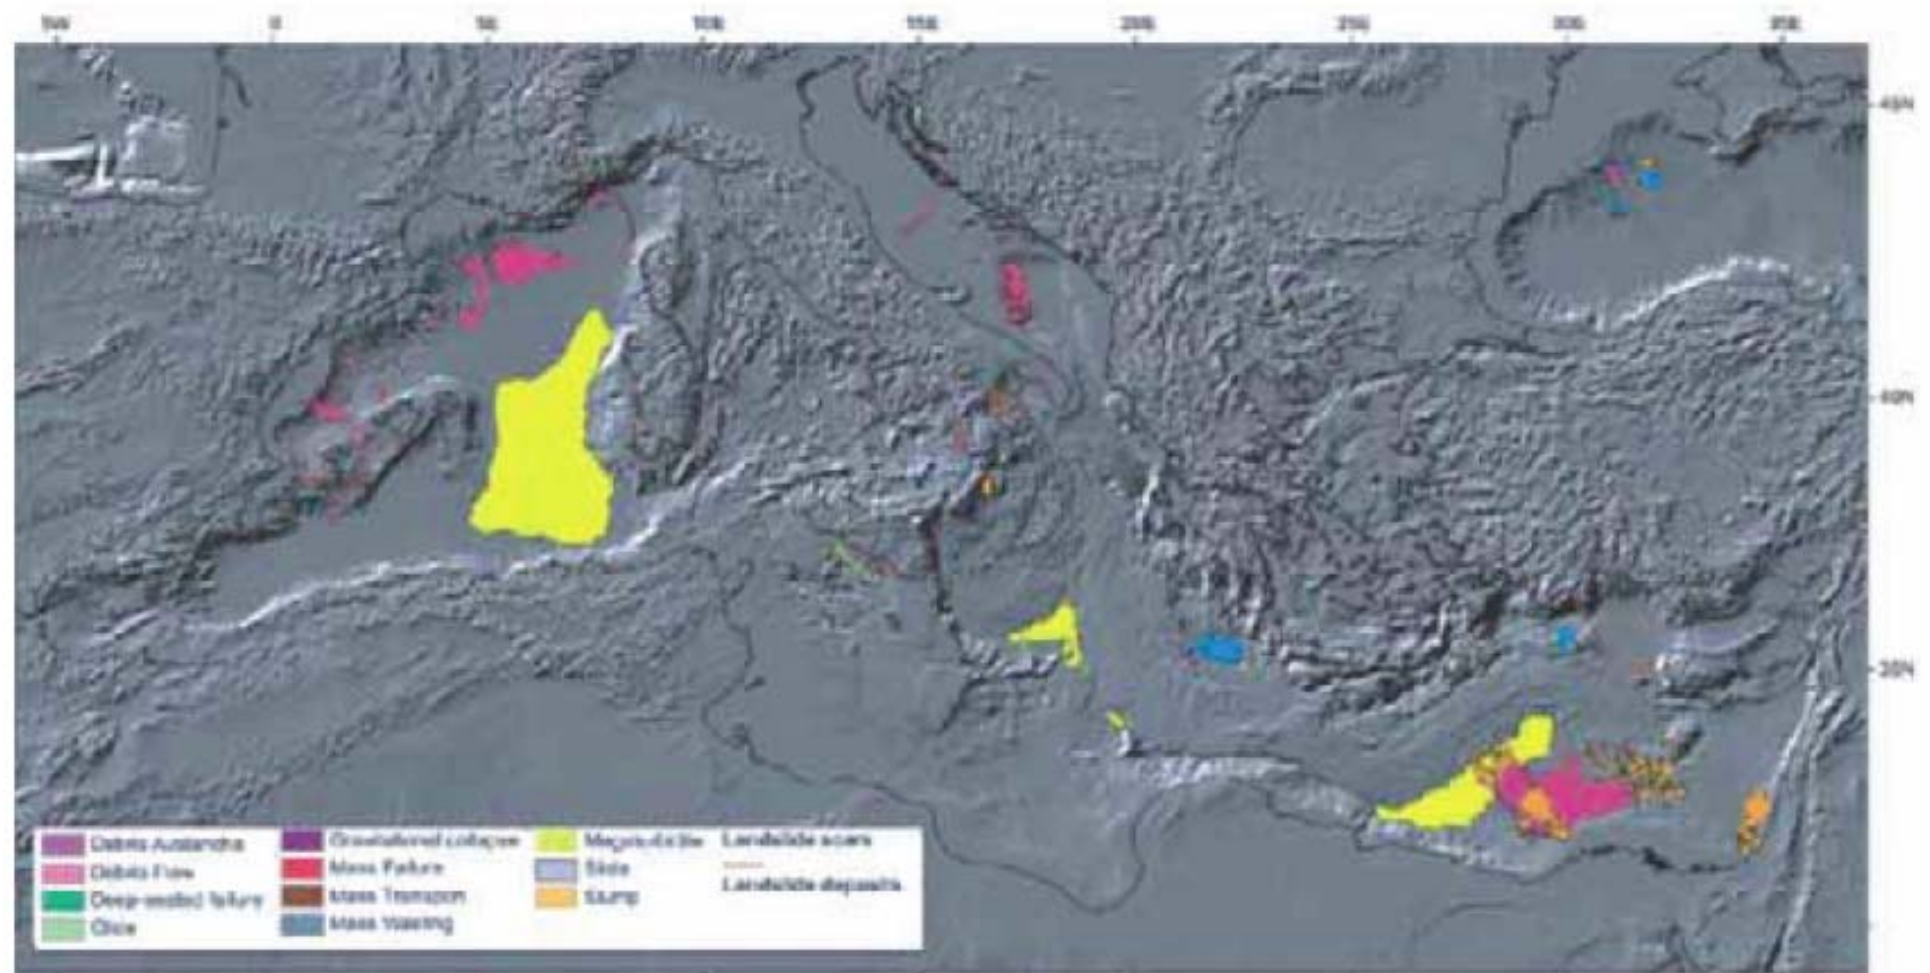 5W 0 5E 10E 15E 20E 25E 30E 35E
45N
40N
35N
Debris Avalanche
Debris Flow
Deep-seated failure
Gravitational collapse
Mass Failure
Mass Transport
Mass Wasting
Megaturbidite
Slide
Slump
Landslide scars
Landslide deposits